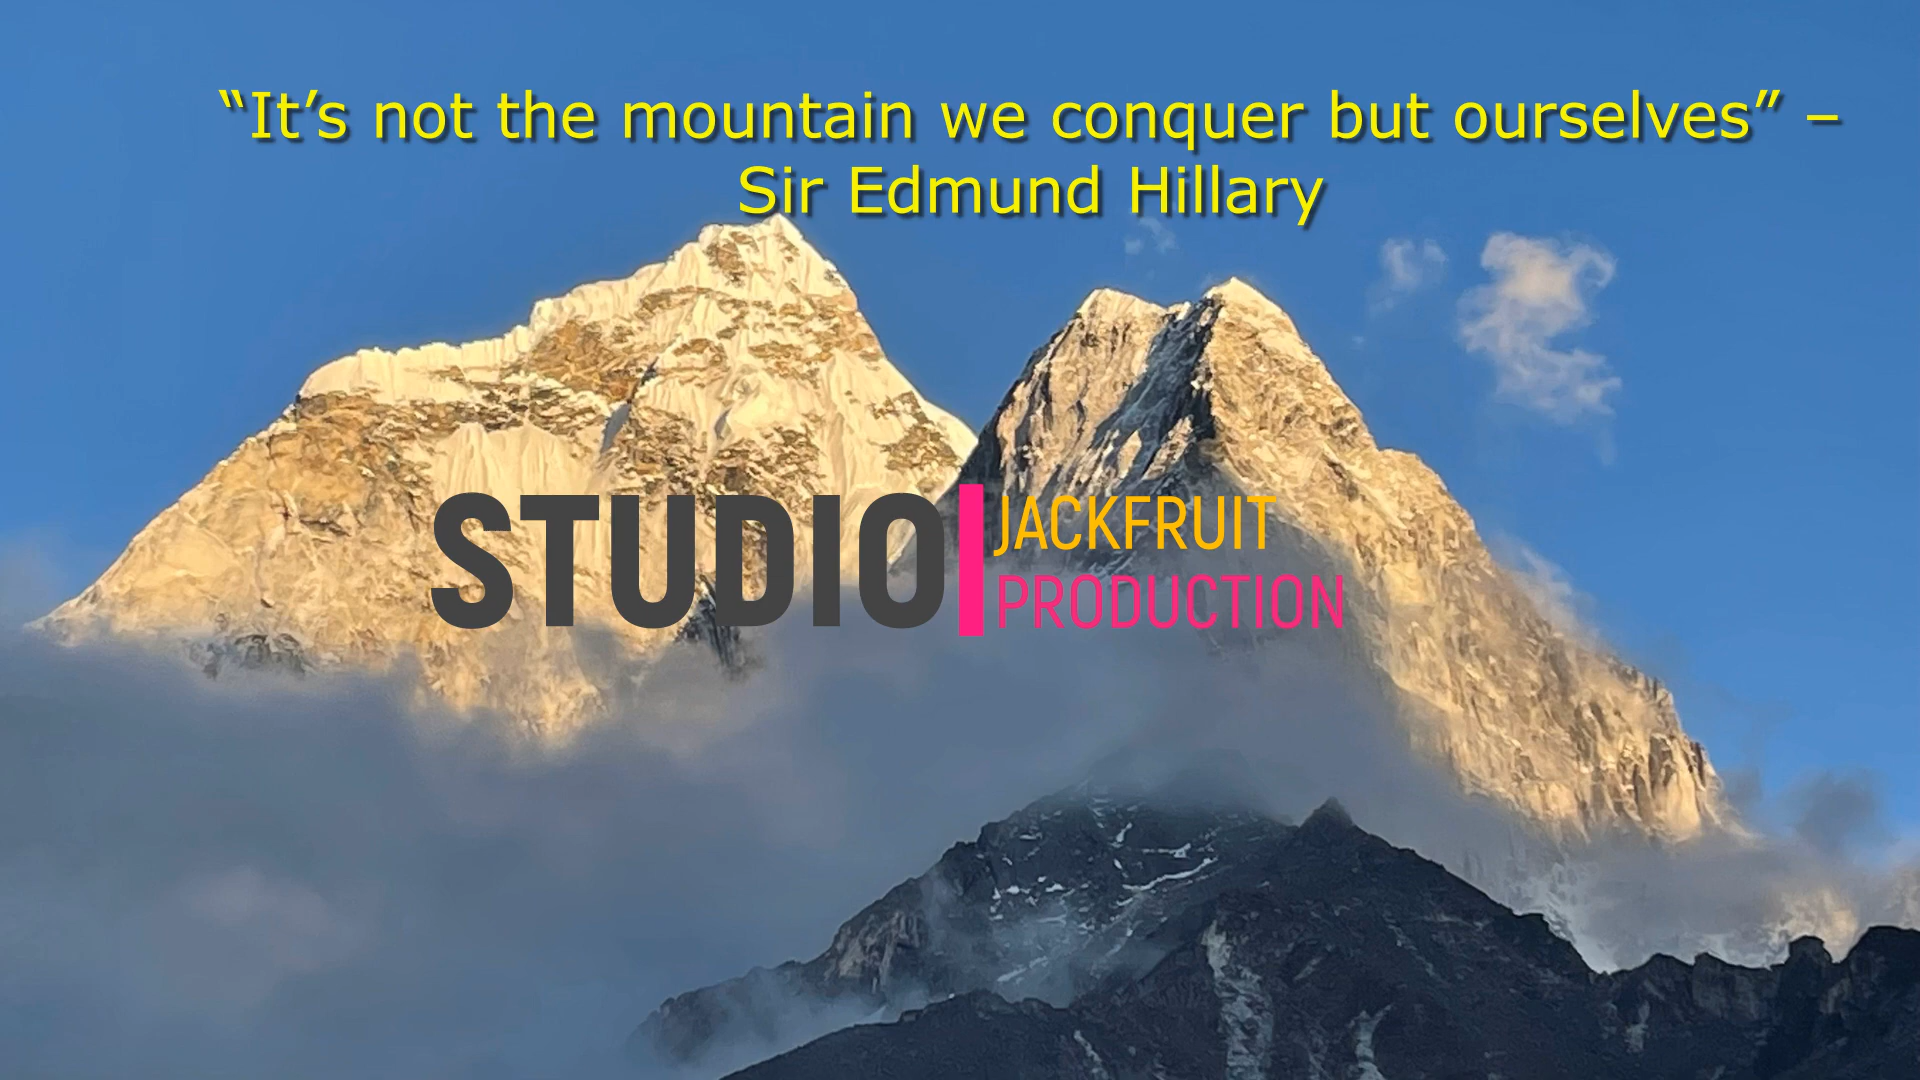 “It’s not the mountain we conquer but ourselves” –
Sir Edmund Hillary
STUDIO
JACKFRUIT
PRODUCTION